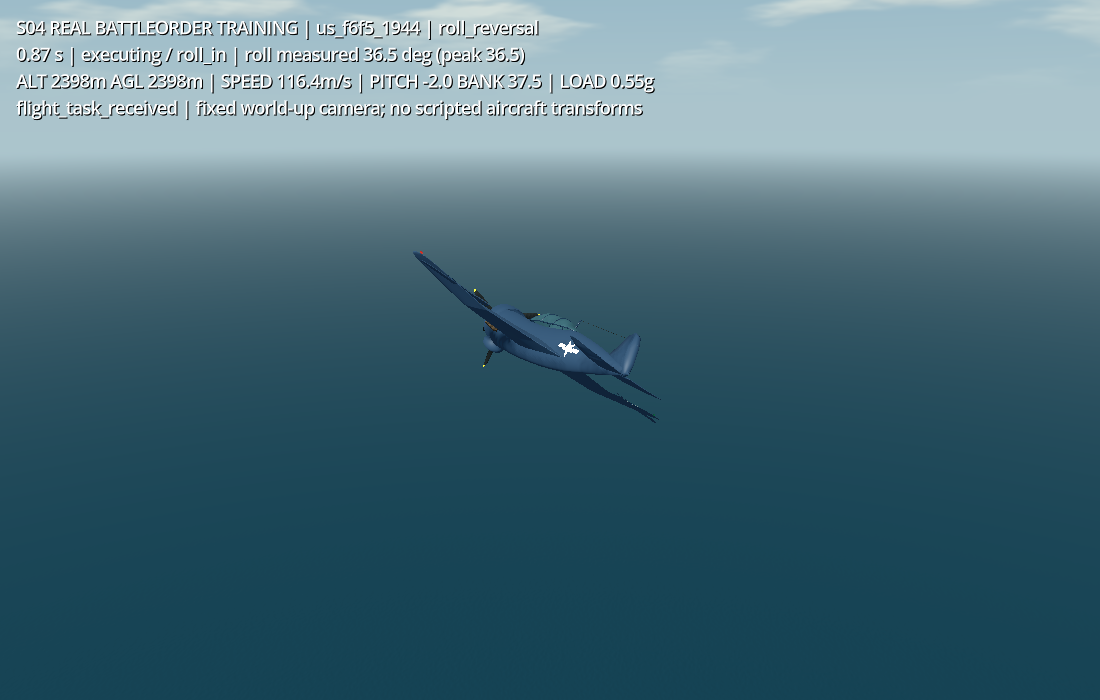 S04 REAL BATTLEORDER TRAINING | us_f6f5_1944 | roll_reversal
0.87 s | executing / roll_in | roll measured 36.5 deg (peak 36.5)
ALT 2398m AGL 2398m | SPEED 116.4m/s | PITCH -2.0 BANK 37.5 | LOAD 0.55g
flight_task_received | fixed world-up camera; no scripted aircraft transforms